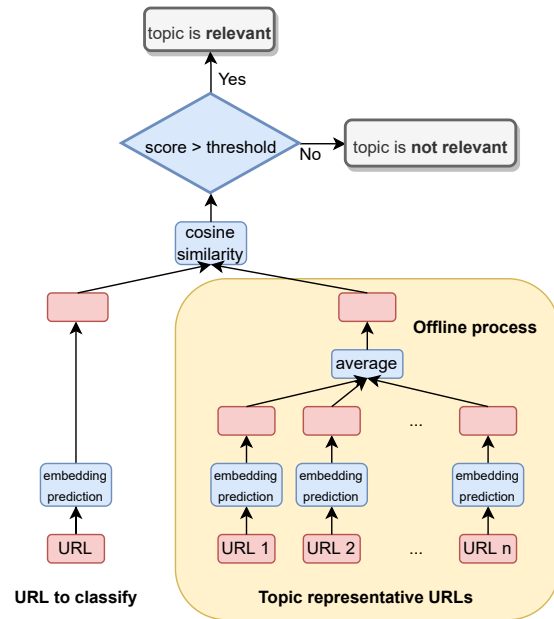 topic is relevant
Yes
score > threshold
No
topic is not relevant
cosine
similarity
Offline process
average
...
embedding
prediction
embedding
prediction
embedding
prediction
embedding
prediction
URL
URL 1
URL 2
...
URL n
URL to classify
Topic representative URLs